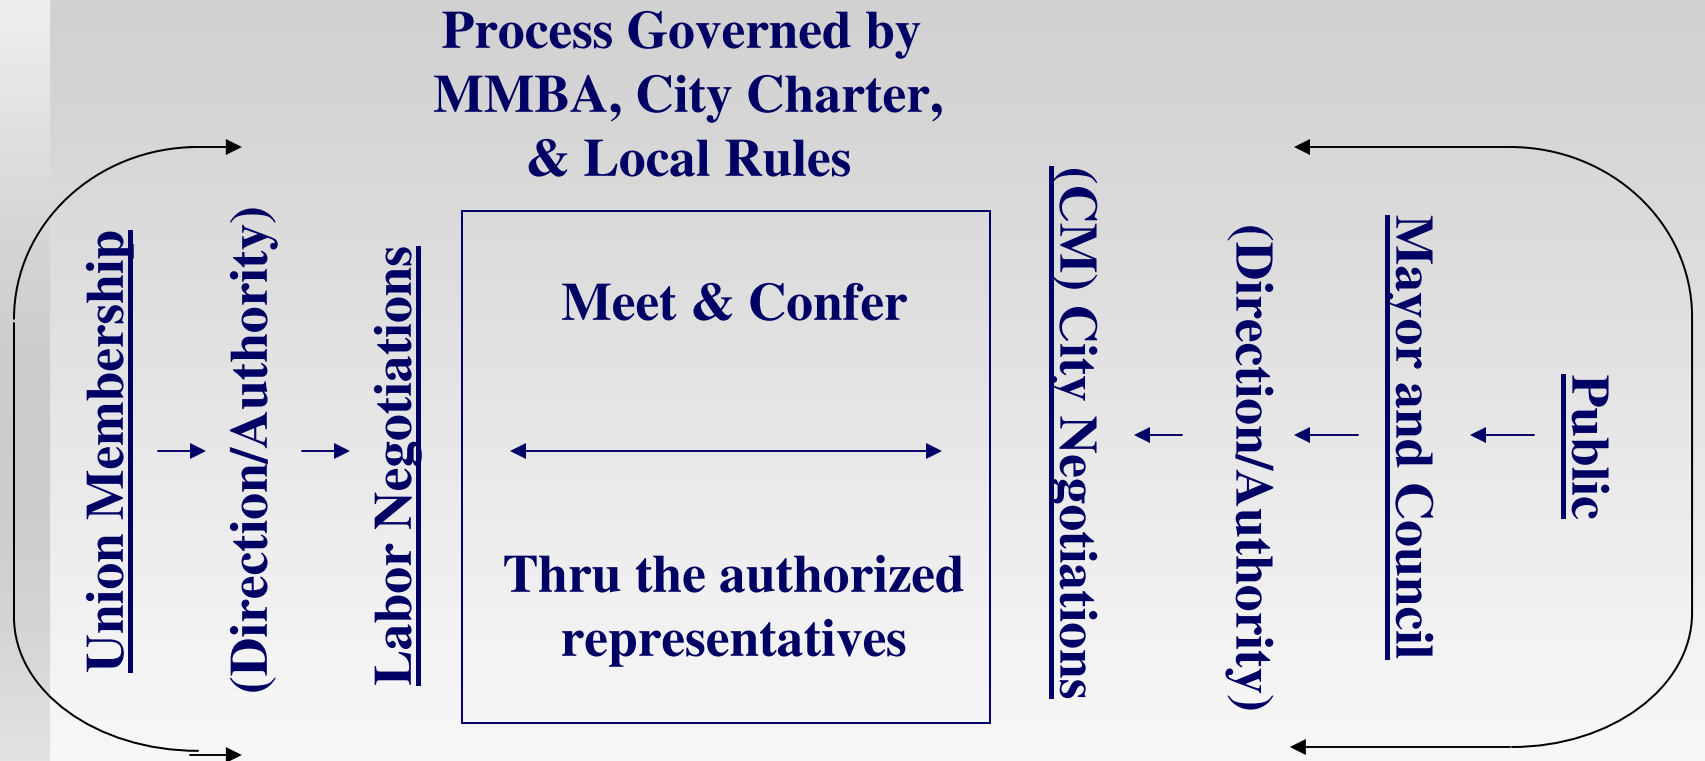 Process Governed by
MMBA, City Charter,
& Local Rules
Union Membership
(Direction/Authority)
Labor Negotiations
Meet & Confer
Thru the authorized
representatives
(CM) City Negotiations
(Direction/Authority)
Mayor and Council
Public